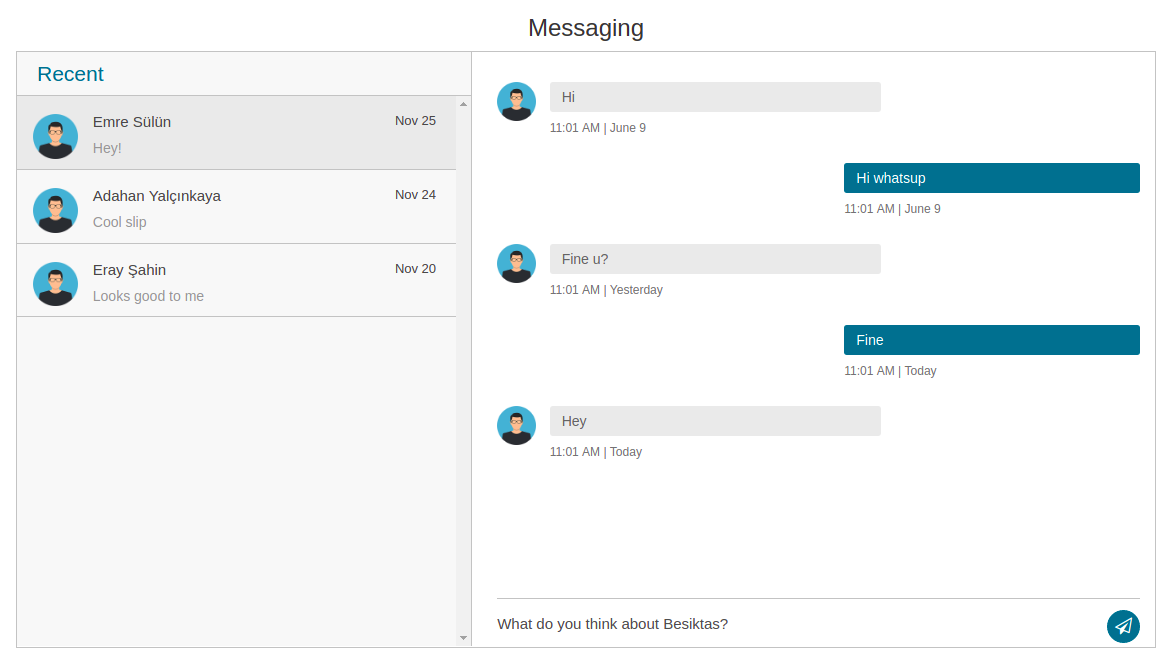 Messaging
Recent
Emre Sülün
Nov 25
Hey!
Adahan Yalçınkaya
Nov 24
Cool slip
Eray Şahin
Nov 20
Looks good to me
Hi
11:01 AM | June 9
Hi whatsup
11:01 AM | June 9
Fine u?
11:01 AM | Yesterday
Fine
11:01 AM | Today
Hey
11:01 AM | Today
What do you think about Besiktas?